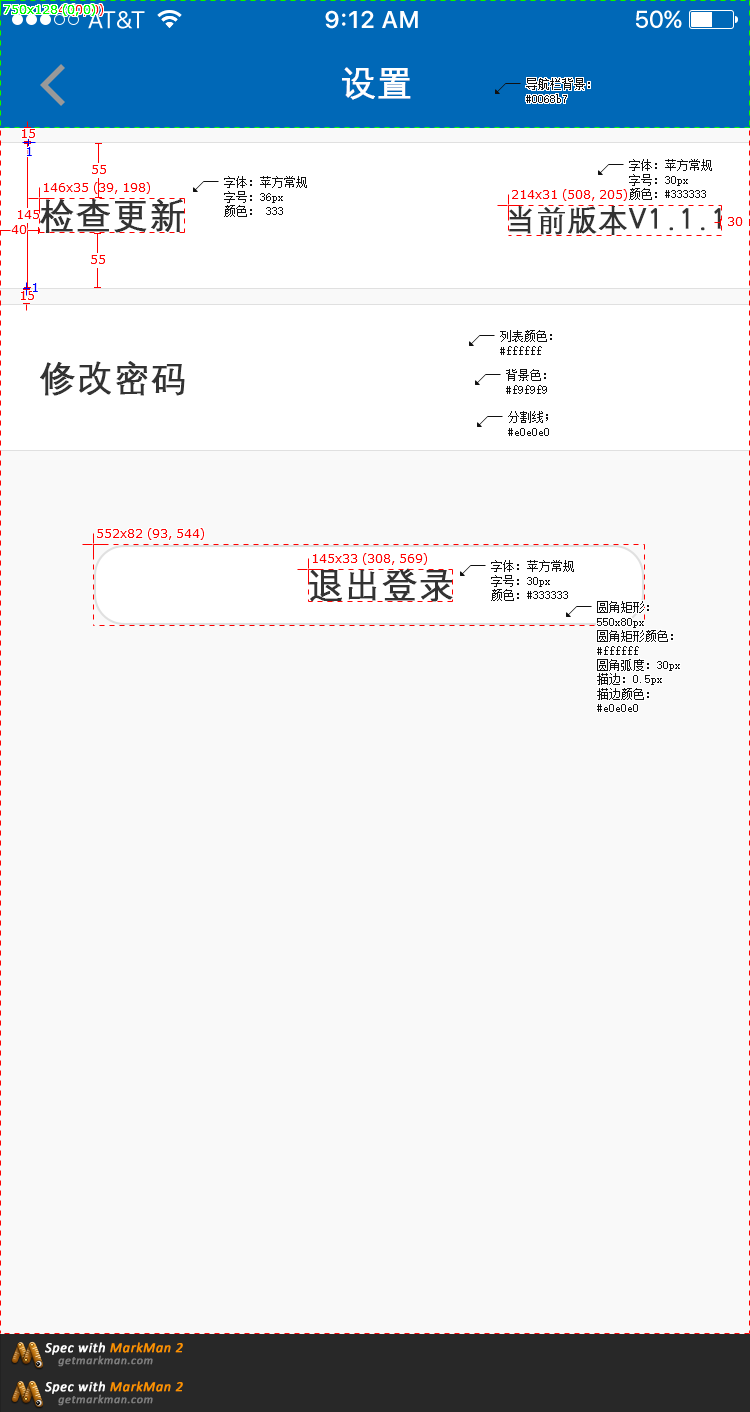 750x128 (0, 0)
AT&T
9:12 AM
50%
设置
导航栏背景：
#0068b7
15
1
55
146x35 (39, 198)
字体：苹方常规
字号：36px
颜色： 333
字体：苹方常规
字号：30px
颜色：#333333
214x31 (508, 205)
145
检查更新
当前版本V1.1.1
30
40
55
1
15
列表颜色：
#ffffff
修改密码
背景色：
#f9f9f9
分割线；
#e0e0e0
552x82 (93, 544)
145x33 (308, 569)
退出登录
字体：苹方常规
字号：30px
颜色：#333333
圆角矩形：
550x80px
圆角矩形颜色：
#ffffff
圆角弧度：30px
描边：0.5px
描边颜色：
#e0e0e0
Spec with MarkMan 2
getmarkman.com
Spec with MarkMan 2
getmarkman.com